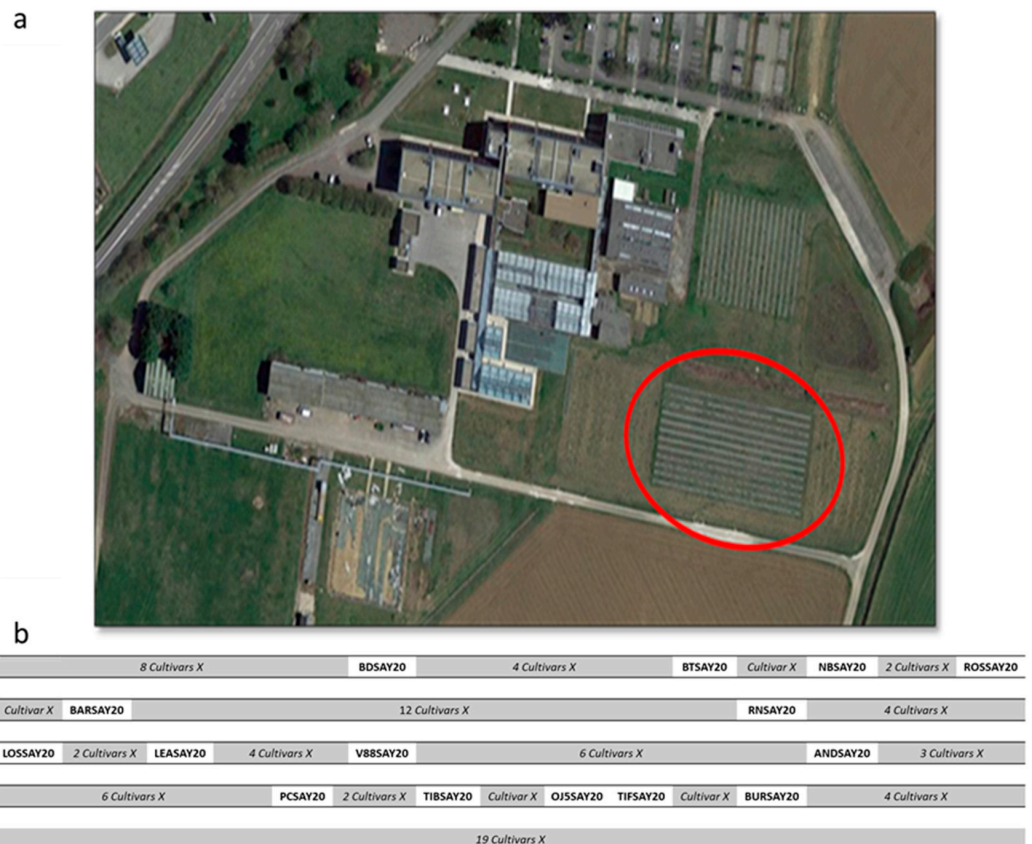 a
b
8 Cultivars X BDSAY20 4 Cultivars X BTSAY20 Cultivar X NBSAY20 2 Cultivars X ROSSAY20
Cultivar X BARSAY20 12 Cultivars X RNSAY20 4 Cultivars X
LOSSAY20 2 Cultivars X LEASAY20 4 Cultivars X V88SAY20 6 Cultivars X ANDSAY20 3 Cultivars X
6 Cultivars X PCSAY20 2 Cultivars X TIBSAY20 Cultivar X OJ5SAY20 TIFSAY20 Cultivar X BURSAY20 4 Cultivars X
19 Cultivars X